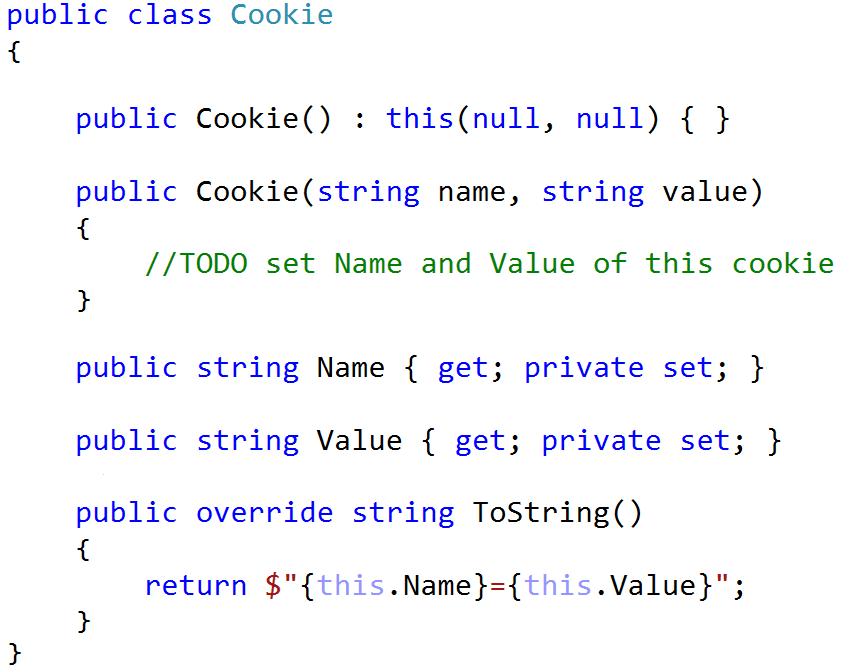 public class Cookie
{
public Cookie() : this(null, null) { }
public Cookie(string name, string value)
{
//TODO set Name and Value of this cookie
}
public string Name { get; private set; }
public string Value { get; private set; }
public override string ToString()
{
return $"{this.Name}={this.Value}";
}
}